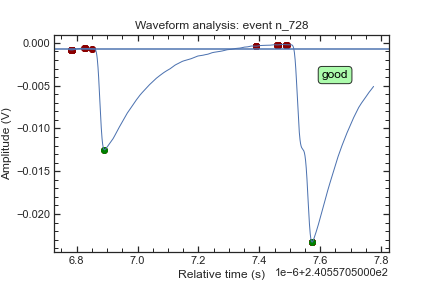 Waveform analysis: event n_728
0.000
−0.005
−0.010
−0.015
−0.020
Amplitude (V)
good
6.8 7.0 7.2 7.4 7.6 7.8
Relative time (s)
1e−6+2.4055705000e2